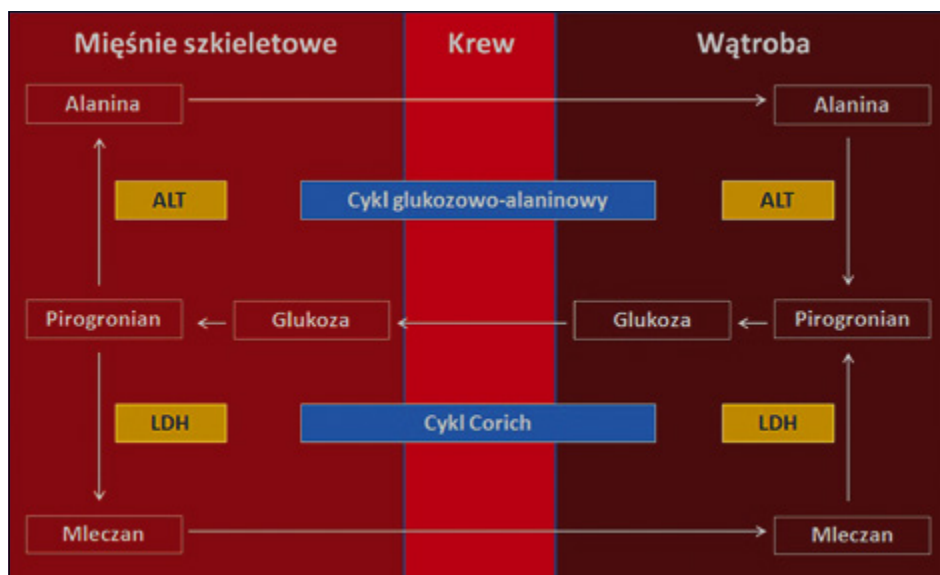 Mięśnie szkieletowe Krew Wątroba
Alanina Alanina
ALT Cykl glukozowo-alaninowy ALT
Pirogronian Glukoza Glukoza Pirogronian
LDH Cykl Corich LDH
Mleczan Mleczan